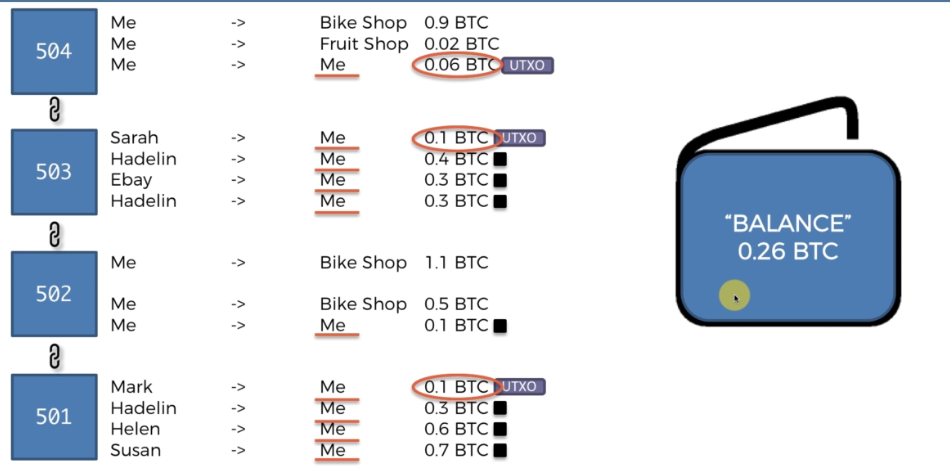 504
Me -> Bike Shop 0.9 BTC
Me -> Fruit Shop 0.02 BTC
Me -> Me 0.06 BTC UTXO
503
Sarah -> Me 0.1 BTC UTXO
Hadelin -> Me 0.4 BTC
Ebay -> Me 0.3 BTC
Hadelin -> Me 0.3 BTC
502
Me -> Bike Shop 1.1 BTC
Me -> Bike Shop 0.5 BTC
Me -> Me 0.1 BTC
501
Mark -> Me 0.1 BTC UTXO
Hadelin -> Me 0.3 BTC
Helen -> Me 0.6 BTC
Susan -> Me 0.7 BTC
“BALANCE”
0.26 BTC